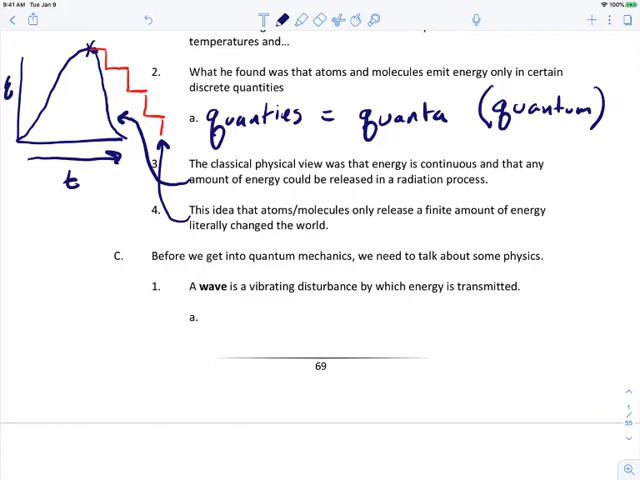 9:41 AM Tue Jan 9
100%
temperatures and…
2. What he found was that atoms and molecules emit energy only in certain
discrete quantities
a. quanties = quanta (quantum)
E
t
3. The classical physical view was that energy is continuous and that any
amount of energy could be released in a radiation process.
4. This idea that atoms/molecules only release a finite amount of energy
literally changed the world.
C. Before we get into quantum mechanics, we need to talk about some physics.
1. A wave is a vibrating disturbance by which energy is transmitted.
a.
69
1
/
55